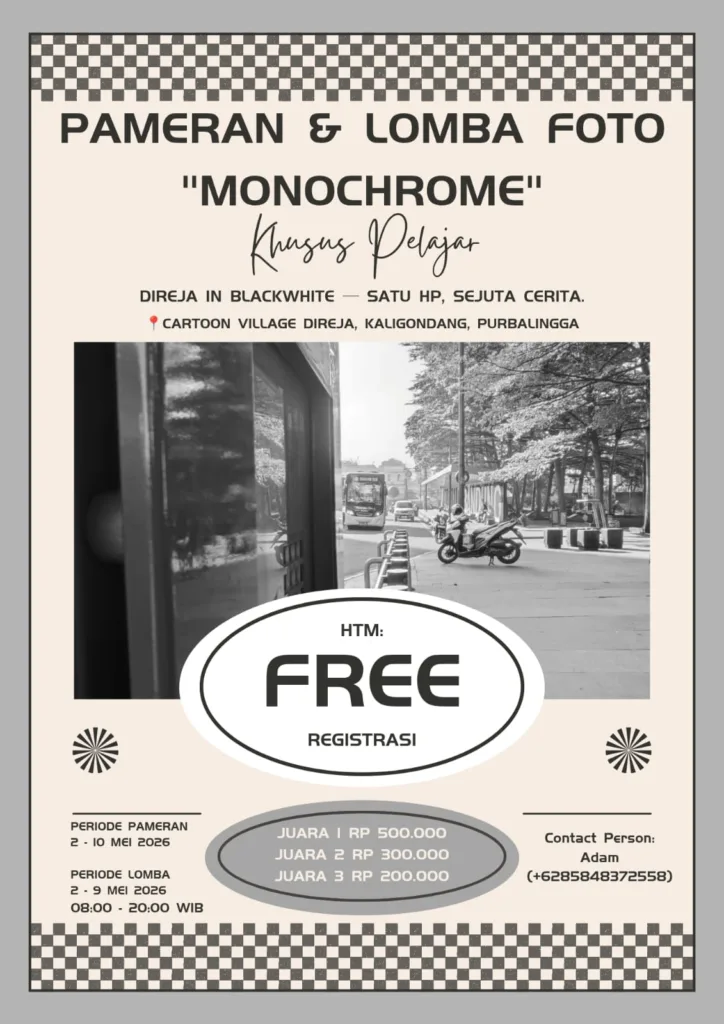 PAMERAN & LOMBA FOTO
"MONOCHROME"
Khusus Pelajar
DIREJA IN BLACKWHITE — SATU HP, SEJUTA CERITA.
📍CARTOON VILLAGE DIREJA, KALIGONDANG, PURBALINGGA
HTM:
FREE
REGISTRASI
PERIODE PAMERAN
2 - 10 MEI 2026
PERIODE LOMBA
2 - 9 MEI 2026
08:00 - 20:00 WIB
JUARA 1 RP 500.000
JUARA 2 RP 300.000
JUARA 3 RP 200.000
Contact Person:
Adam
(+6285848372558)